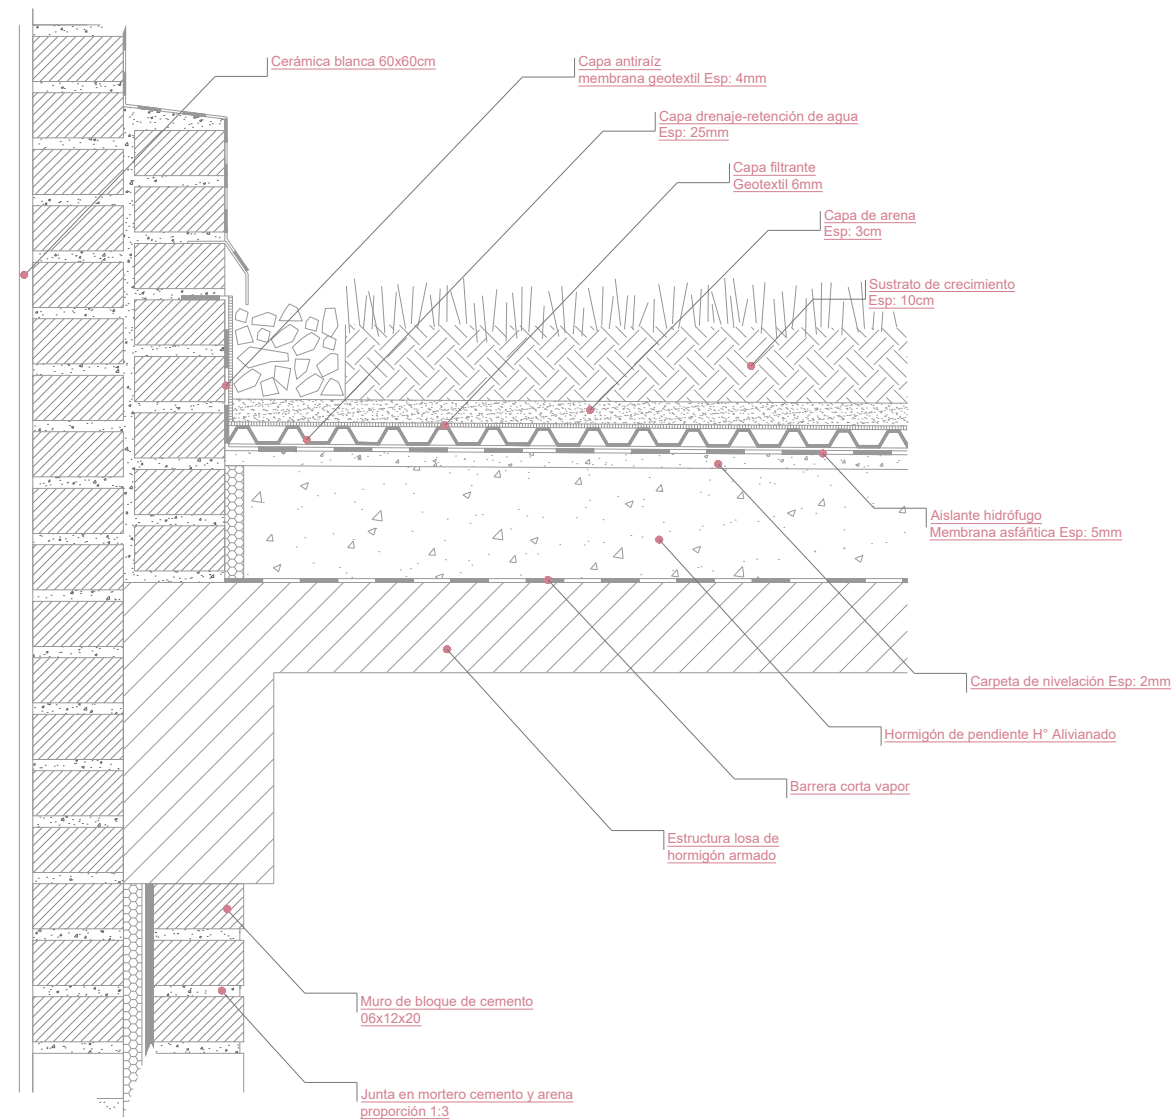 Cerámica blanca 60x60cm
Capa antiraíz
membrana geotextil Esp: 4mm
Capa drenaje-retención de agua
Esp: 25mm
Capa filtrante
Geotextil 6mm
Capa de arena
Esp: 3cm
Sustrato de crecimiento
Esp: 10cm
Aislante hidrófugo
Membrana asfáñtica Esp: 5mm
Carpeta de nivelación Esp: 2mm
Hormigón de pendiente H° Alivianado
Barrera corta vapor
Estructura losa de
hormigón armado
Muro de bloque de cemento
06x12x20
Junta en mortero cemento y arena
proporción 1:3